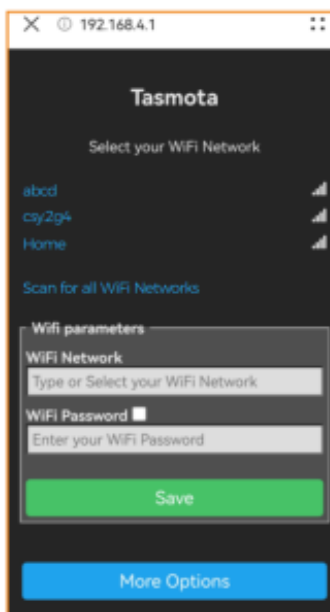 192.168.4.1
Tasmota
Select your WiFi Network
abcd
csy2g4
Home
Scan for all WiFi Networks
Wifi parameters
WiFi Network
Type or Select your WiFi Network
WiFi Password
Enter your WiFi Password
Save
More Options